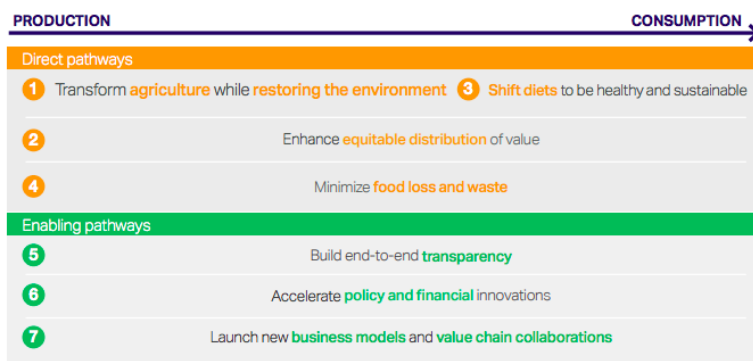 PRODUCTION CONSUMPTION
Direct pathways
1 Transform agriculture while restoring the environment 3 Shift diets to be healthy and sustainable
2 Enhance equitable distribution of value
4 Minimize food loss and waste
Enabling pathways
5 Build end-to-end transparency
6 Accelerate policy and financial innovations
7 Launch new business models and value chain collaborations